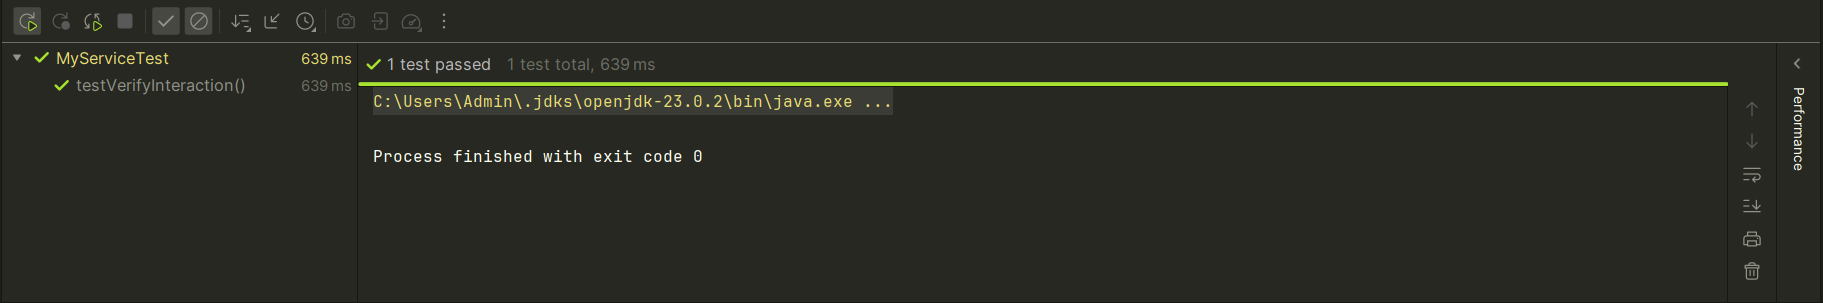 MyServiceTest 639 ms
testVerifyInteraction() 639 ms
1 test passed 1 test total, 639 ms
C:\Users\Admin\.jdks\openjdk-23.0.2\bin\java.exe ...
Process finished with exit code 0
Performance